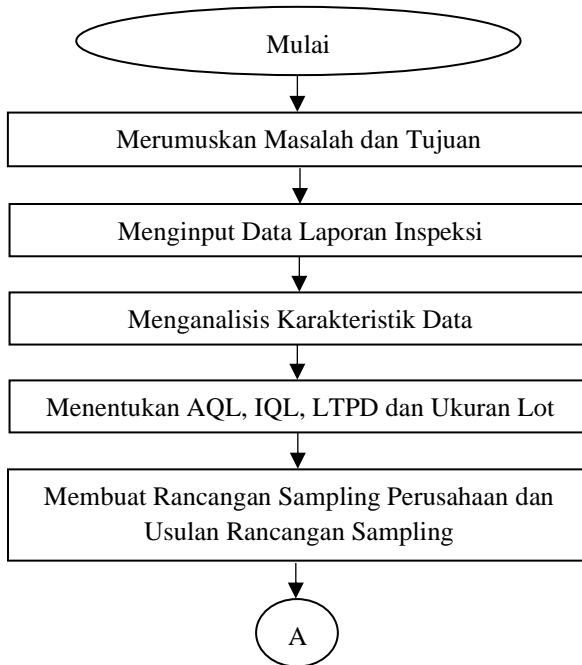 Mulai
Merumuskan Masalah dan Tujuan
Menginput Data Laporan Inspeksi
Menganalisis Karakteristik Data
Menentukan AQL, IQL, LTPD dan Ukuran Lot
Membuat Rancangan Sampling Perusahaan dan
Usulan Rancangan Sampling
A